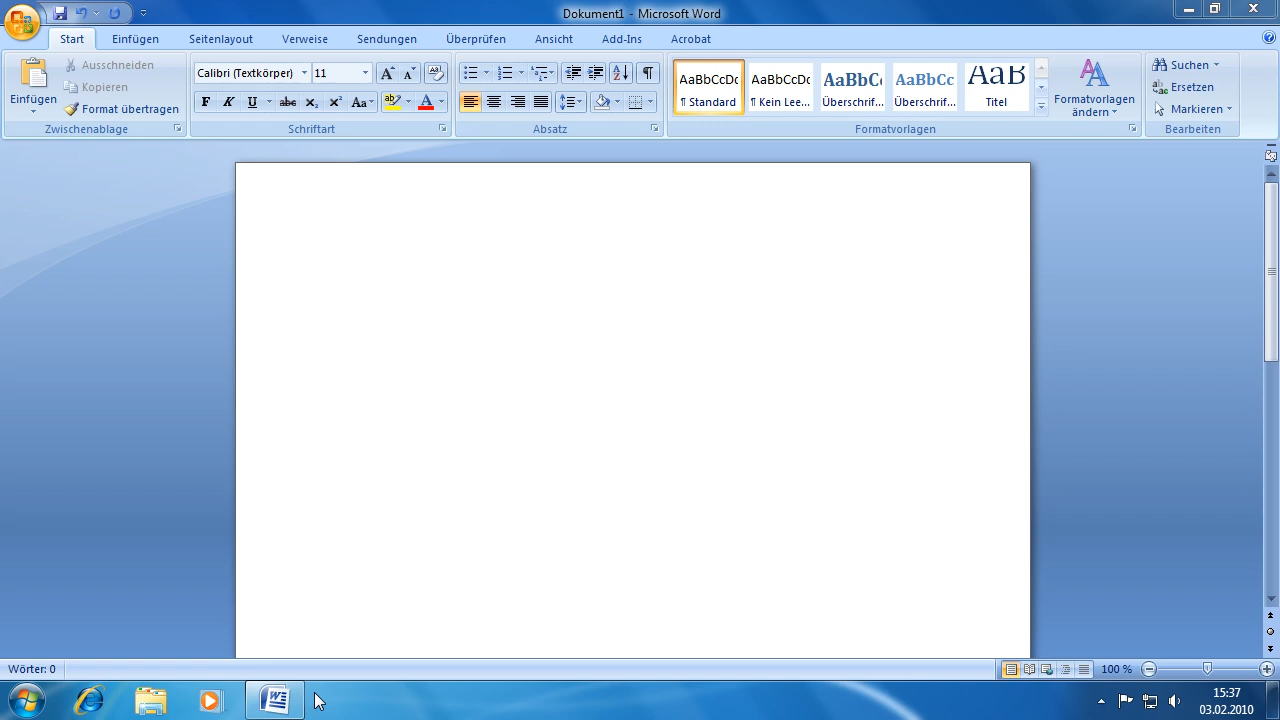 Dokument1 - Microsoft Word
Start Einfügen Seitenlayout Verweise Sendungen Überprüfen Ansicht Add-Ins Acrobat
Einfügen
Ausschneiden
Kopieren
Format übertragen
Zwischenablage
Calibri (Textkörper) 11
F K U abc x₂ x² Aa
Schriftart
Absatz
AaBbCcDc AaBbCcDc AaBbCc AaBbCc AaB
¶ Standard ¶ Kein Lee... Überschrif... Überschrif... Titel
Formatvorlagen
ändern
Formatvorlagen
Suchen
Ersetzen
Markieren
Bearbeiten
Wörter: 0
100 %
15:37
03.02.2010